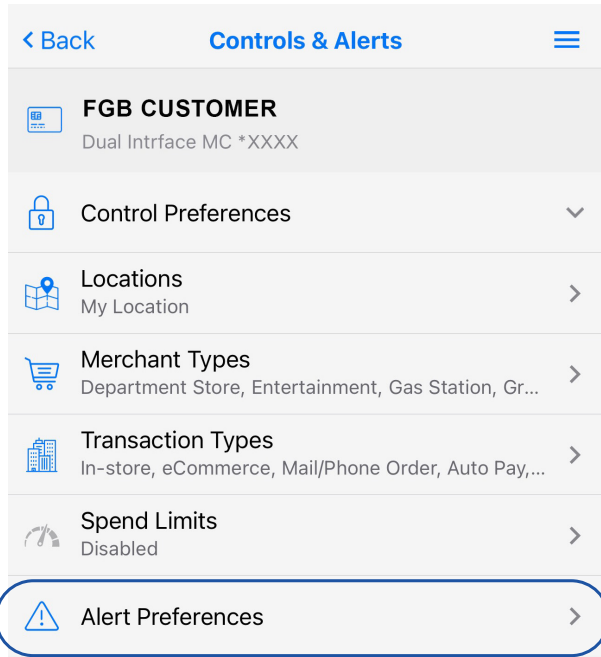 Back
Controls & Alerts
FGB CUSTOMER
Dual Intrface MC *XXXX
Control Preferences
Locations
My Location
Merchant Types
Department Store, Entertainment, Gas Station, Gr...
Transaction Types
In-store, eCommerce, Mail/Phone Order, Auto Pay,...
Spend Limits
Disabled
Alert Preferences